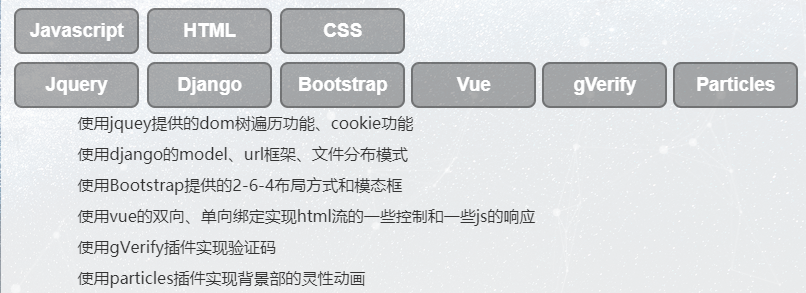 Javascript HTML CSS
Jquery Django Bootstrap Vue gVerify Particles
使用jquey提供的dom树遍历功能、cookie功能
使用django的model、url框架、文件分布模式
使用Bootstrap提供的2-6-4布局方式和模态框
使用vue的双向、单向绑定实现html流的一些控制和一些js的响应
使用gVerify插件实现验证码
使用particles插件实现背景部的灵性动画